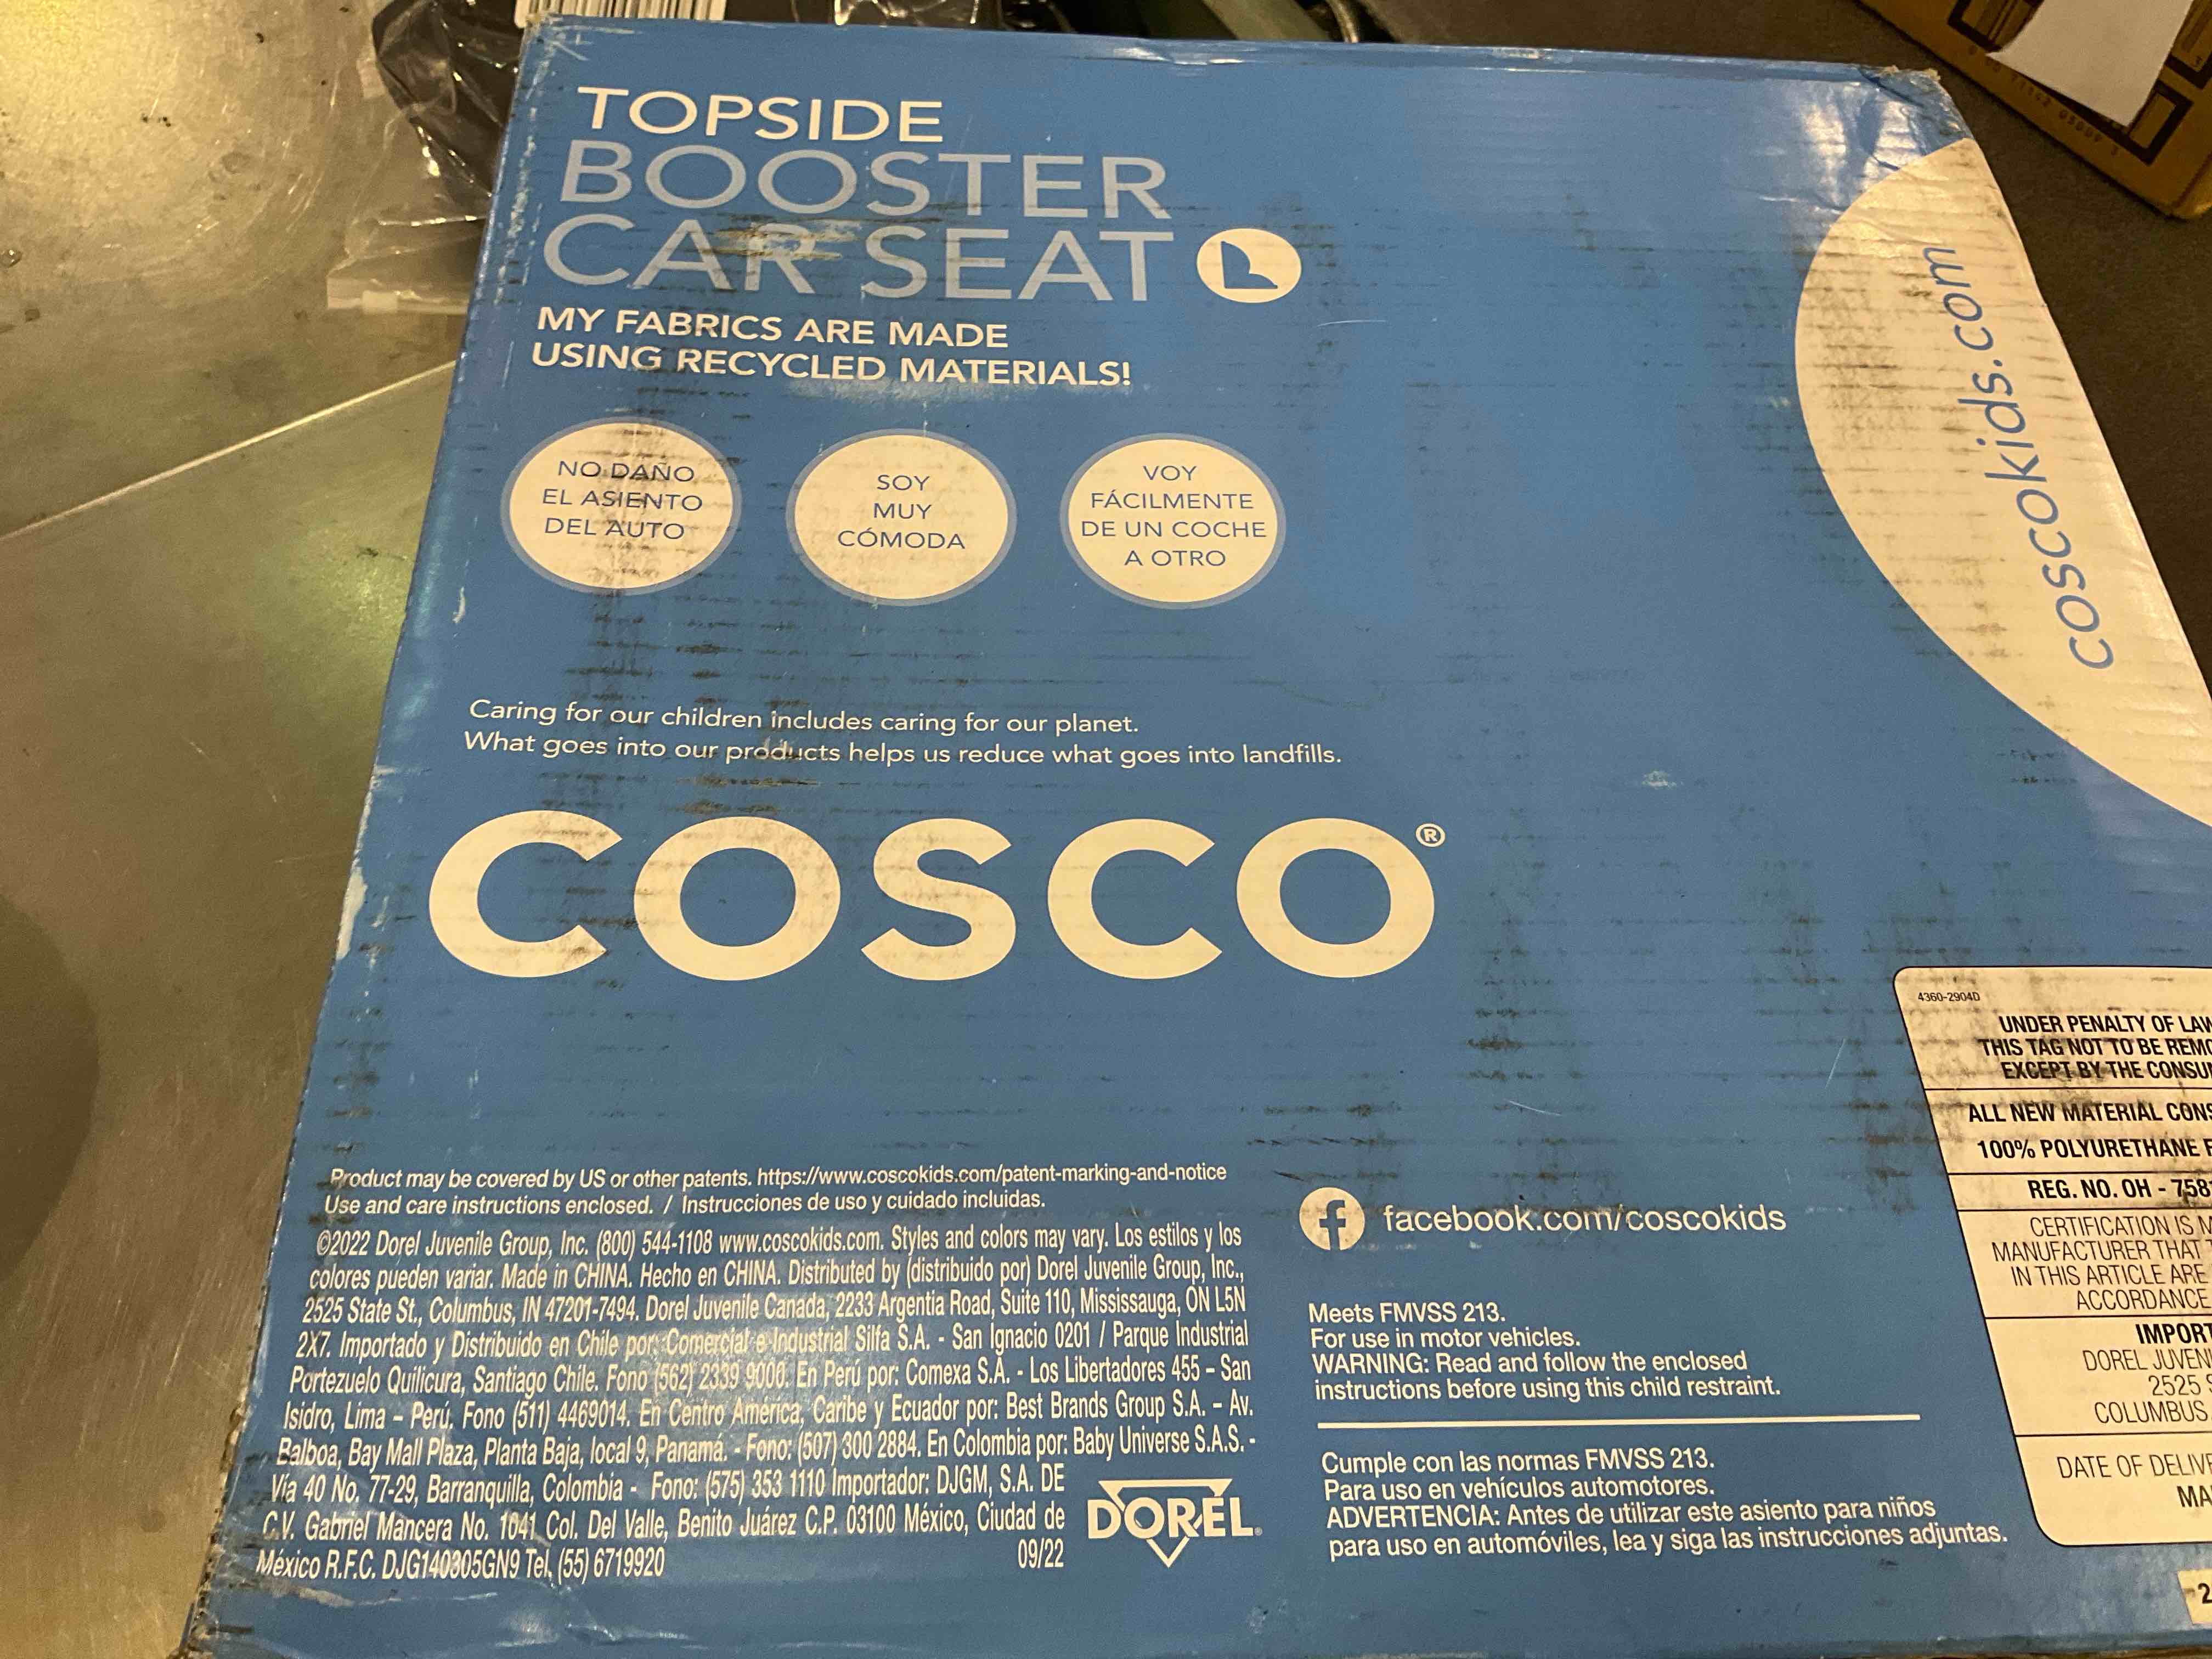 TOPSIDE
BOOSTER
CAR SEAT
MY FABRICS ARE MADE
USING RECYCLED MATERIALS!
NO DAÑO
EL ASIENTO
DEL AUTO
SOY
MUY
CÓMODA
VOY
FÁCILMENTE
DE UN COCHE
A OTRO
coscokids.com
Caring for our children includes caring for our planet.
What goes into our products helps us reduce what goes into landfills.
COSCO®
Product may be covered by US or other patents. https://www.coscokids.com/patent-marking-and-notice
Use and care instructions enclosed. / Instrucciones de uso y cuidado incluidas.
©2022 Dorel Juvenile Group, Inc. (800) 544-1108 www.coscokids.com. Styles and colors may vary. Los estilos y los
colores pueden variar. Made in CHINA. Hecho en CHINA. Distributed by (distribuido por) Dorel Juvenile Group, Inc.,
2525 State St., Columbus, IN 47201-7494. Dorel Juvenile Canada, 2233 Argentia Road, Suite 110, Mississauga, ON L5N
2X7. Importado y Distribuido en Chile por: Comercial e Industrial Silfa S.A. - San Ignacio 0201 / Parque Industrial
Portezuelo Quilicura, Santiago Chile. Fono (562) 2339 9000. En Perú por: Comexa S.A. - Los Libertadores 455 – San
Isidro, Lima – Perú. Fono (511) 4469014. En Centro América, Caribe y Ecuador por: Best Brands Group S.A. – Av.
Balboa, Bay Mall Plaza, Planta Baja, local 9, Panamá. - Fono: (507) 300 2884. En Colombia por: Baby Universe S.A.S. -
Vía 40 No. 77-29, Barranquilla, Colombia - Fono: (575) 353 1110 Importador: DJGM, S.A. DE
C.V. Gabriel Mancera No. 1041 Col. Del Valle, Benito Juárez C.P. 03100 México, Ciudad de
México R.F.C. DJG140305GN9 Tel. (55) 6719920
09/22
DOREL
facebook.com/coscokids
Meets FMVSS 213.
For use in motor vehicles.
WARNING: Read and follow the enclosed
instructions before using this child restraint.
Cumple con las normas FMVSS 213.
Para uso en vehículos automotores.
ADVERTENCIA: Antes de utilizar este asiento para niños
para uso en automóviles, lea y siga las instrucciones adjuntas.
4360-2904D
UNDER PENALTY OF LAW
THIS TAG NOT TO BE
EXCEPT BY THE
ALL NEW MATERIAL
100% POLYURETHANE
REG. NO. OH - 758
CERTIFICATION IS
MANUFACTURER THAT
IN THIS ARTICLE ARE
ACCORDANCE
DOREL
2525
COLUMBUS
DATE OF